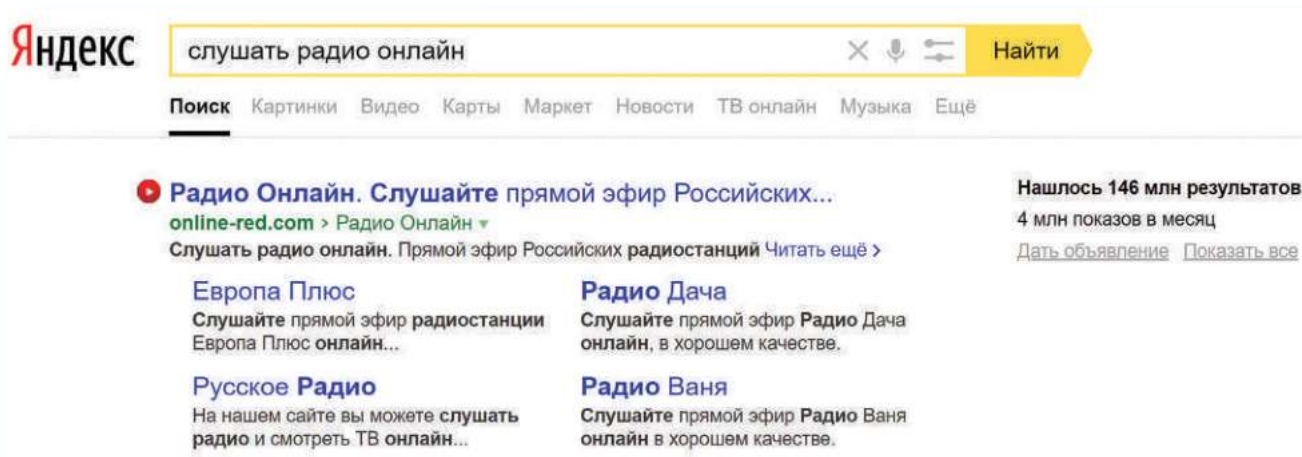 Яндекс
слушать радио онлайн
Найти
Поиск Картинки Видео Карты Маркет Новости ТВ онлайн Музыка Ещё
Радио Онлайн. Слушайте прямой эфир Российских...
online-red.com > Радио Онлайн
Слушать радио онлайн. Прямой эфир Российских радиостанций Читать ещё >
Европа Плюс
Слушайте прямой эфир радиостанции
Европа Плюс онлайн...
Радио Дача
Слушайте прямой эфир Радио Дача
онлайн, в хорошем качестве.
Русское Радио
На нашем сайте вы можете слушать
радио и смотреть ТВ онлайн...
Радио Ваня
Слушайте прямой эфир Радио Ваня
онлайн в хорошем качестве.
Нашлось 146 млн результатов
4 млн показов в месяц
Дать объявление Показать все